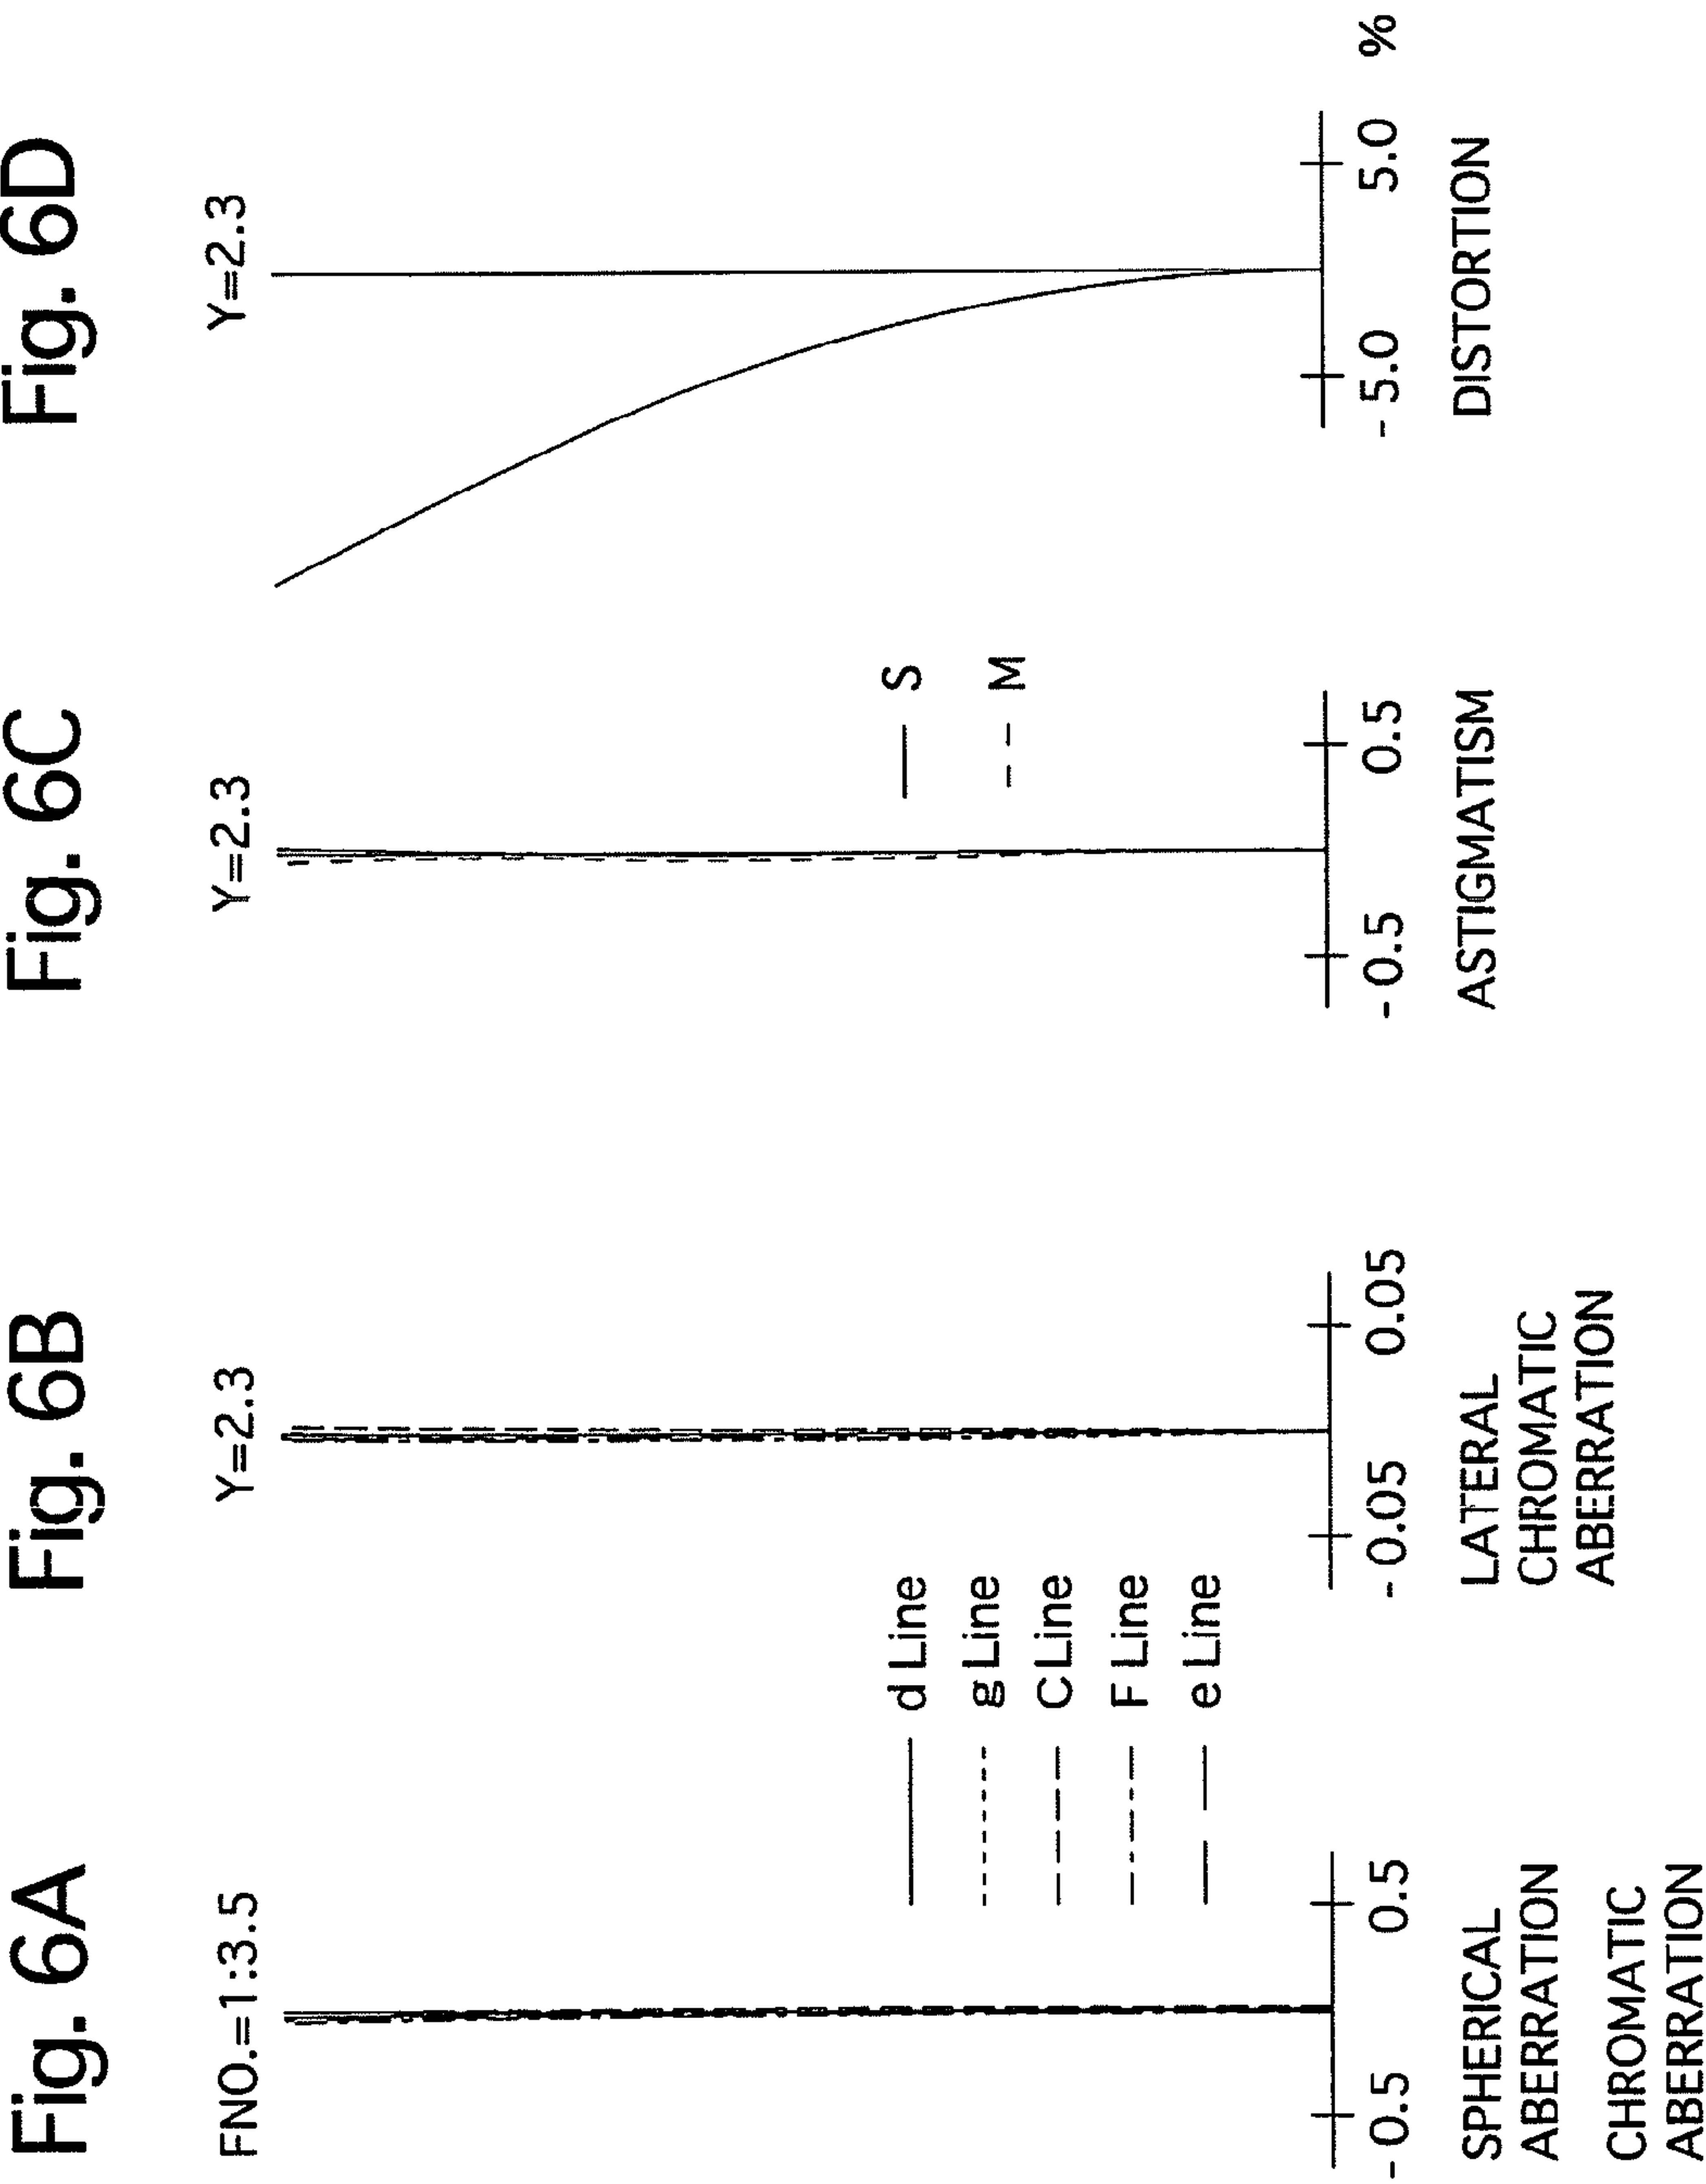 Fig. 6A
FNO.=1:3.5
-0.5
0.5
SPHERICAL
ABERRATION
CHROMATIC
ABERRATION
d Line
g Line
C Line
F Line
e Line
Fig. 6B
Y=2.3
-0.05
0.05
LATERAL
CHROMATIC
ABERRATION
Fig. 6C
Y=2.3
S
M
-0.5
0.5
ASTIGMATISM
Fig. 6D
Y=2.3
-5.0
5.0
%
DISTORTION